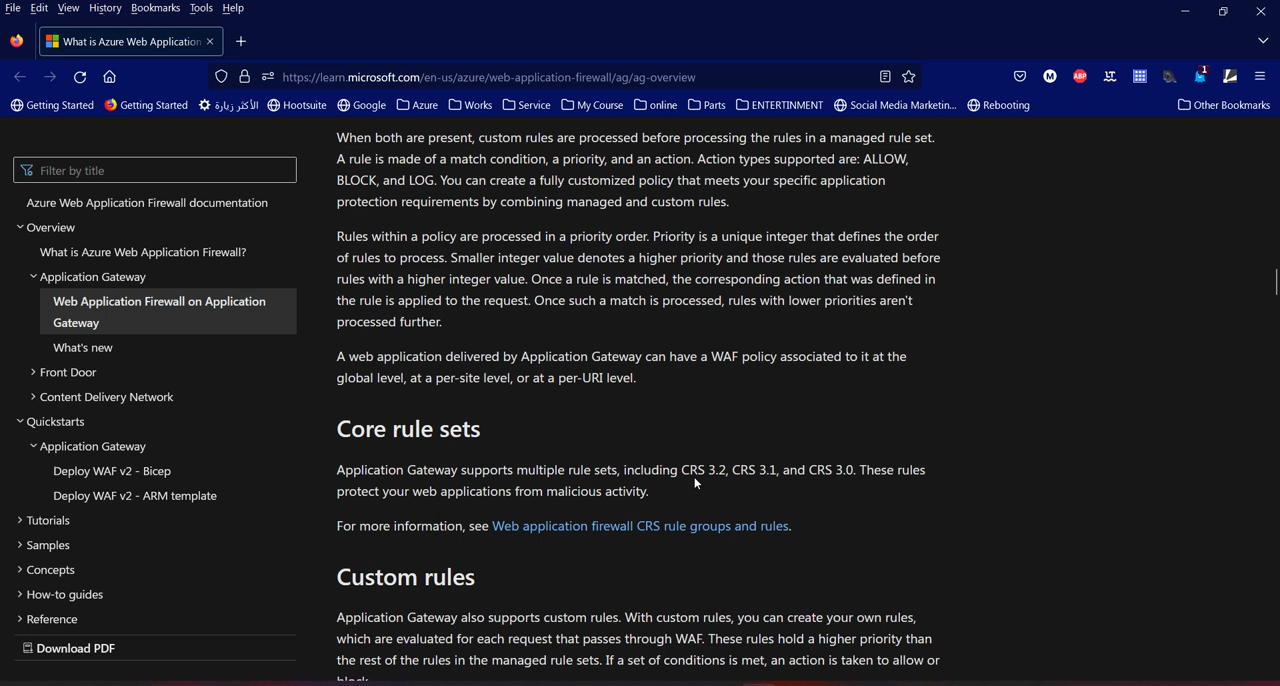 File Edit View History Bookmarks Tools Help
What is Azure Web Application
https://learn.microsoft.com/en-us/azure/web-application-firewall/ag/ag-overview
M ABP 1
Getting Started Getting Started الأكثر زيارة Hootsuite Google Azure Works Service My Course online Parts ENTERTINMENT Social Media Marketin... Rebooting Other Bookmarks
Filter by title
Azure Web Application Firewall documentation
Overview
What is Azure Web Application Firewall?
Application Gateway
Web Application Firewall on Application
Gateway
What's new
Front Door
Content Delivery Network
Quickstarts
Application Gateway
Deploy WAF v2 - Bicep
Deploy WAF v2 - ARM template
Tutorials
Samples
Concepts
How-to guides
Reference
Download PDF
When both are present, custom rules are processed before processing the rules in a managed rule set.
A rule is made of a match condition, a priority, and an action. Action types supported are: ALLOW,
BLOCK, and LOG. You can create a fully customized policy that meets your specific application
protection requirements by combining managed and custom rules.
Rules within a policy are processed in a priority order. Priority is a unique integer that defines the order
of rules to process. Smaller integer value denotes a higher priority and those rules are evaluated before
rules with a higher integer value. Once a rule is matched, the corresponding action that was defined in
the rule is applied to the request. Once such a match is processed, rules with lower priorities aren't
processed further.
A web application delivered by Application Gateway can have a WAF policy associated to it at the
global level, at a per-site level, or at a per-URI level.
Core rule sets
Application Gateway supports multiple rule sets, including CRS 3.2, CRS 3.1, and CRS 3.0. These rules
protect your web applications from malicious activity.
For more information, see Web application firewall CRS rule groups and rules.
Custom rules
Application Gateway also supports custom rules. With custom rules, you can create your own rules,
which are evaluated for each request that passes through WAF. These rules hold a higher priority than
the rest of the rules in the managed rule sets. If a set of conditions is met, an action is taken to allow or